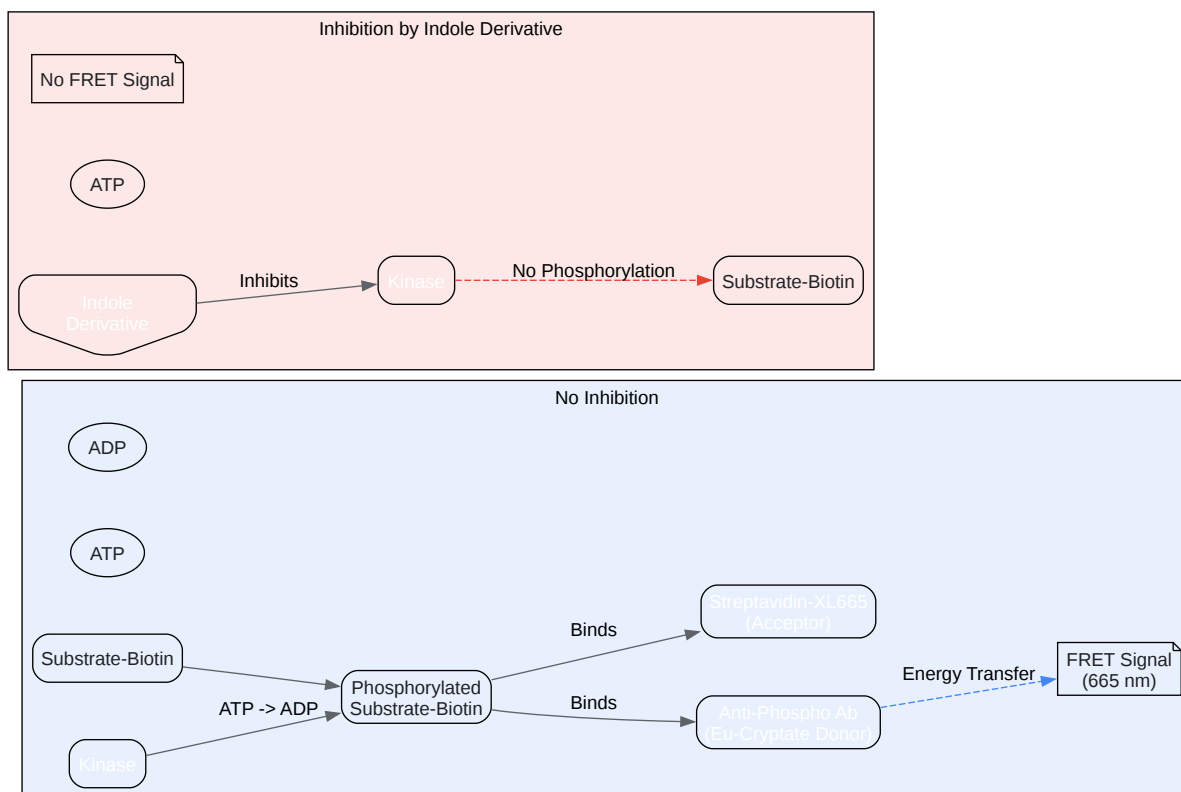 Inhibition by Indole Derivative
No FRET Signal
ATP
Indole
Derivative
Inhibits
Kinase
No Phosphorylation
Substrate-Biotin
No Inhibition
ADP
ATP
Substrate-Biotin
Kinase
ATP -> ADP
Phosphorylated
Substrate-Biotin
Binds
Streptavidin-XL665
(Acceptor)
Binds
Anti-Phospho Ab
(Eu-Cryptate Donor)
Energy Transfer
FRET Signal
(665 nm)